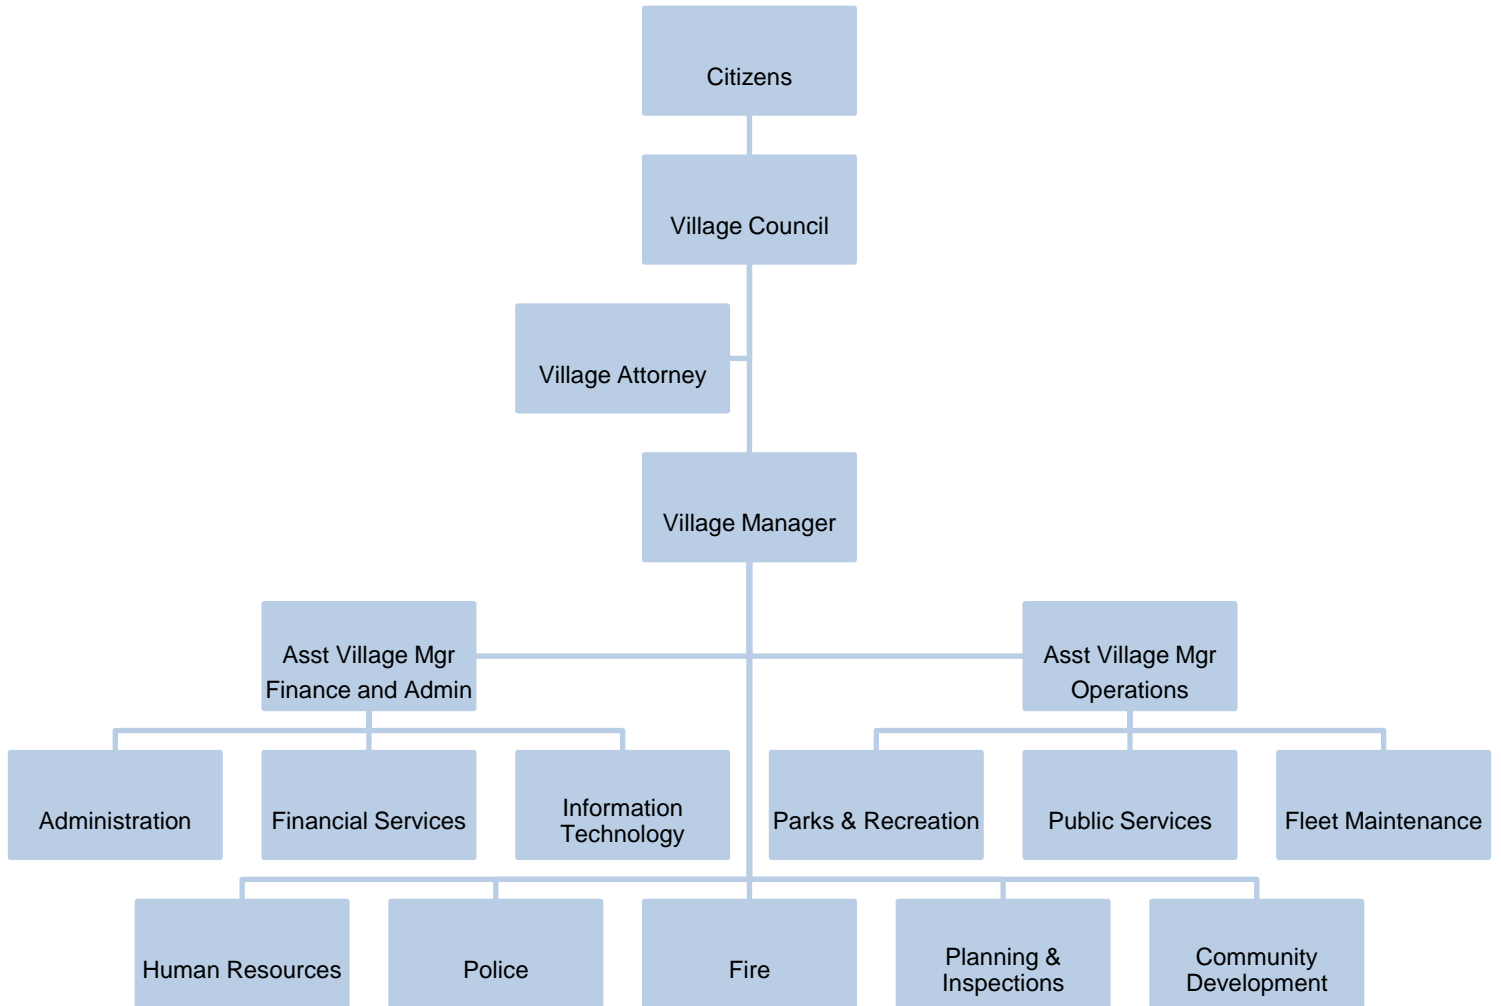 Citizens
Village Council
Village Attorney
Village Manager
Asst Village Mgr
Finance and Admin
Asst Village Mgr
Operations
Administration
Financial Services
Information
Technology
Parks & Recreation
Public Services
Fleet Maintenance
Human Resources
Police
Fire
Planning &
Inspections
Community
Development